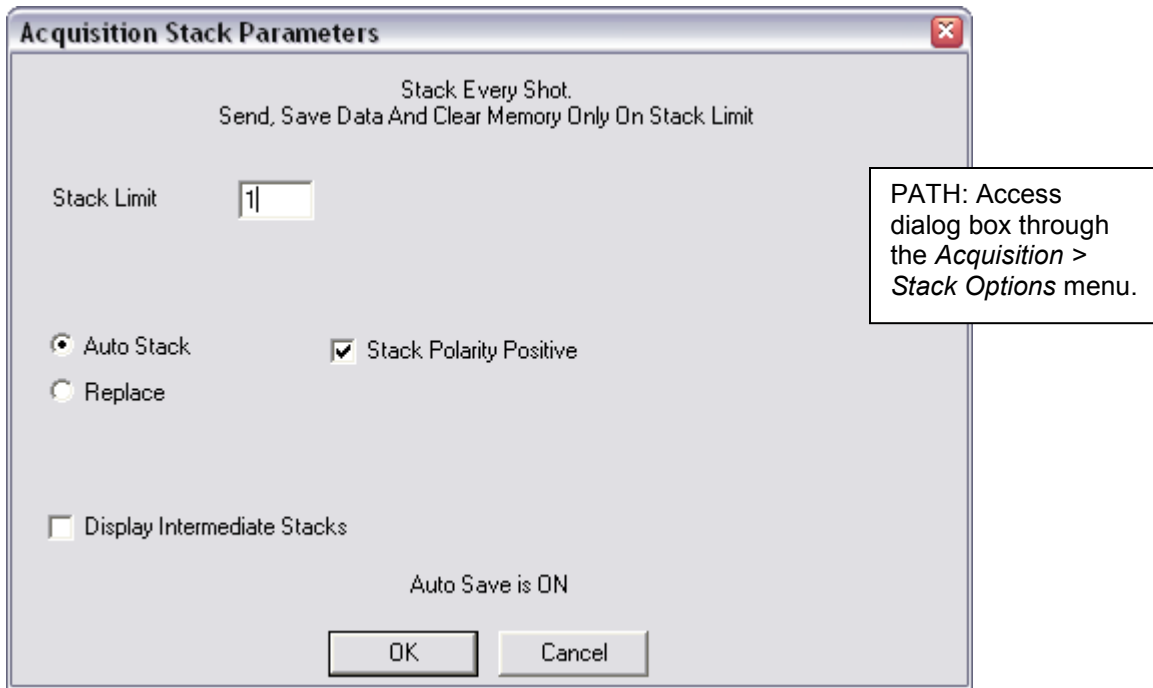 Acquisition Stack Parameters
Stack Every Shot.
Send, Save Data And Clear Memory Only On Stack Limit
Stack Limit 1
PATH: Access
dialog box through
the Acquisition >
Stack Options menu.
Auto Stack Stack Polarity Positive
Replace
Display Intermediate Stacks
Auto Save is ON
OK Cancel